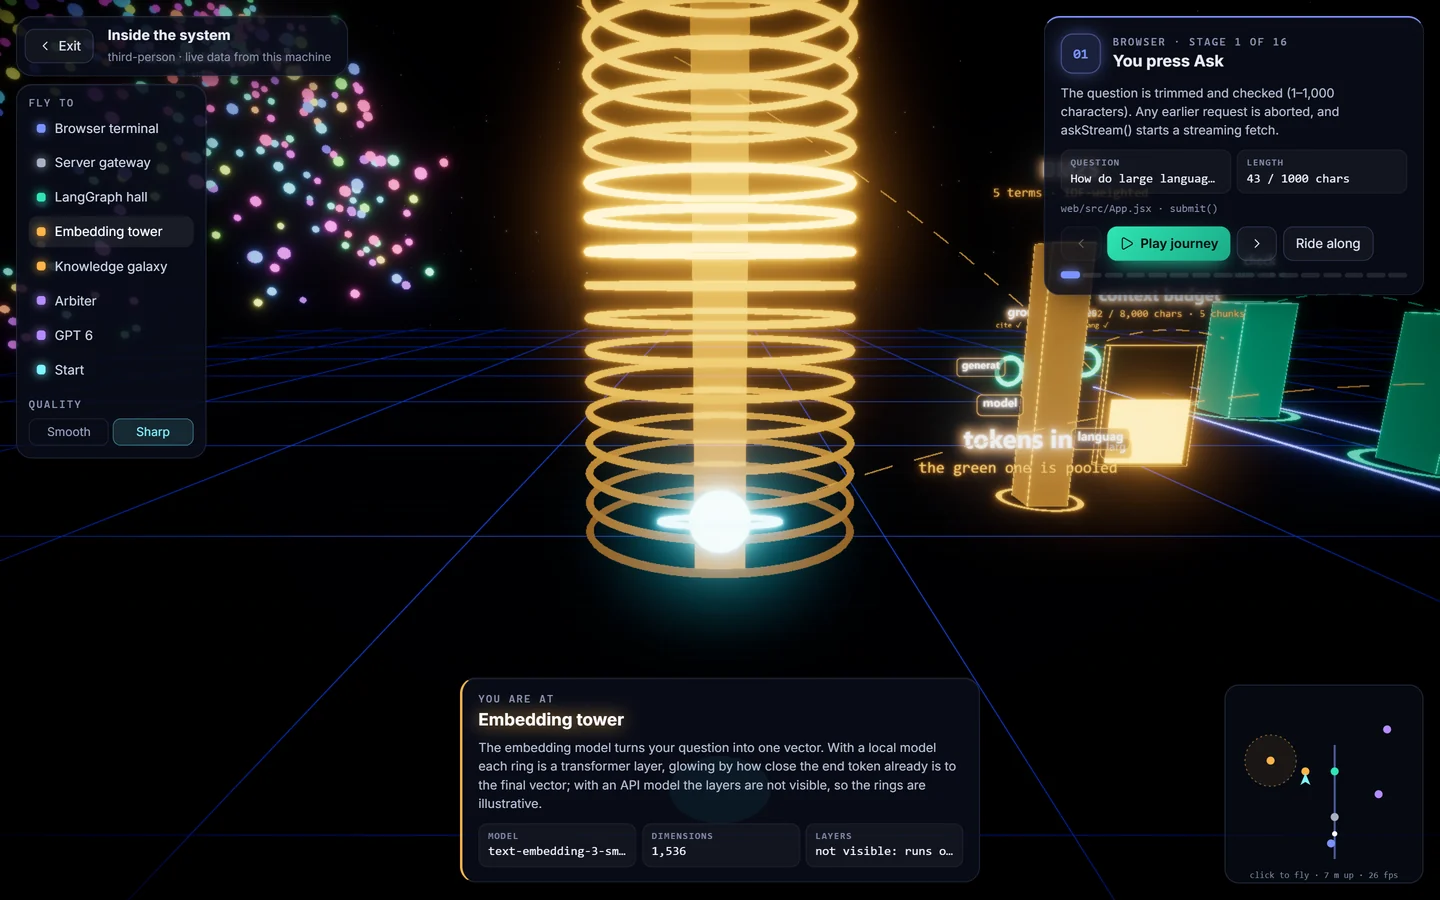 Exit
Inside the system
third-person · live data from this machine
FLY TO
Browser terminal
Server gateway
LangGraph hall
Embedding tower
Knowledge galaxy
Arbiter
GPT 6
Start
QUALITY
Smooth
Sharp
01
BROWSER · STAGE 1 OF 16
You press Ask
The question is trimmed and checked (1–1,000
characters). Any earlier request is aborted, and
askStream() starts a streaming fetch.
QUESTION
How do large languag…
LENGTH
43 / 1000 chars
web/src/App.jsx · submit()
Play journey
Ride along
5 terms
context budget
/ 8,000 chars · 5 chunks
cite ✓
generat
model
tokens in
languag
the green one is pooled
YOU ARE AT
Embedding tower
The embedding model turns your question into one vector. With a local model
each ring is a transformer layer, glowing by how close the end token already is to
the final vector; with an API model the layers are not visible, so the rings are
illustrative.
MODEL
text-embedding-3-sm…
DIMENSIONS
1,536
LAYERS
not visible: runs o…
click to fly · 7 m up · 26 fps